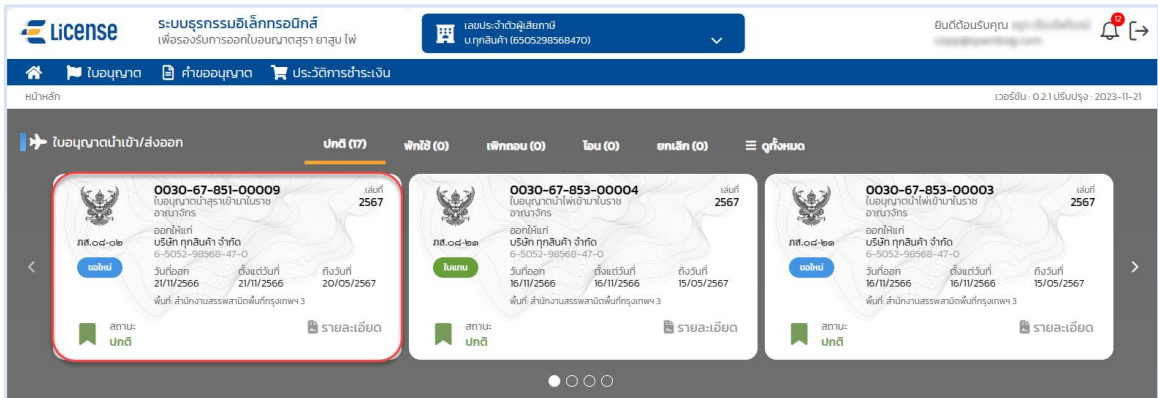 License
ระบบธุรกรรมอิเล็กทรอนิกส์
เพื่อรองรับการออกใบอนุญาตสุรา ยาสูบ ไพ่
เลขประจำตัวผู้เสียภาษี
บ.ทุกสินค้า (6505298568470)
ยินดีต้อนรับคุณ
12
ใบอนุญาต คำขออนุญาต ประวัติการชำระเงิน
หน้าหลัก
เวอร์ชัน : 0.2.1 ปรับปรุง : 2023-11-21
ใบอนุญาตนำเข้า/ส่งออก ปกติ (17) พักใช้ (0) เพิกถอน (0) โอน (0) ยกเลิก (0) ดูทั้งหมด
0030-67-851-00009 เล่มที่
ใบอนุญาตนำสุราเข้ามาในราช 2567
อาณาจักร
ออกให้แก่
ภส.๐๘-๐๒ บริษัท ทุกสินค้า จำกัด
6-5052-98568-47-0
ขอใหม่
วันที่ออก ตั้งแต่วันที่ ถึงวันที่
21/11/2566 21/11/2566 20/05/2567
พื้นที่ สำนักงานสรรพสามิตพื้นที่กรุงเทพฯ 3
สถานะ รายละเอียด
ปกติ
0030-67-853-00004 เล่มที่
ใบอนุญาตนำไพ่เข้ามาในราช 2567
อาณาจักร
ออกให้แก่
ภส.๐๘-๒๑ บริษัท ทุกสินค้า จำกัด
6-5052-98568-47-0
ใบแทน
วันที่ออก ตั้งแต่วันที่ ถึงวันที่
16/11/2566 16/11/2566 15/05/2567
พื้นที่ สำนักงานสรรพสามิตพื้นที่กรุงเทพฯ 3
สถานะ รายละเอียด
ปกติ
0030-67-853-00003 เล่มที่
ใบอนุญาตนำไพ่เข้ามาในราช 2567
อาณาจักร
ออกให้แก่
ภส.๐๘-๒๑ บริษัท ทุกสินค้า จำกัด
6-5052-98568-47-0
ขอใหม่
วันที่ออก ตั้งแต่วันที่ ถึงวันที่
16/11/2566 16/11/2566 15/05/2567
พื้นที่ สำนักงานสรรพสามิตพื้นที่กรุงเทพฯ 3
สถานะ รายละเอียด
ปกติ